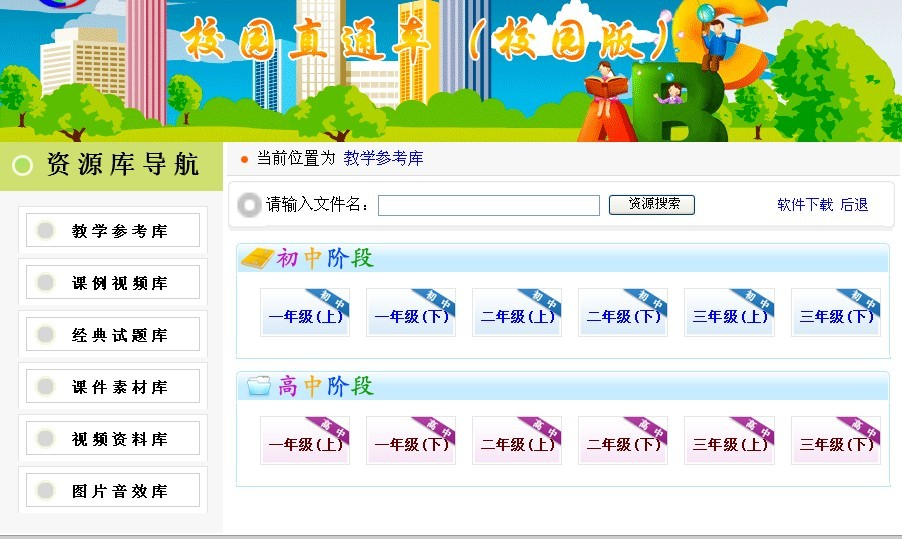 校园直通车（校园版）
A B C
资源库导航
当前位置为 教学参考库
请输入文件名： 资源搜索 软件下载 后退
教学参考库
课例视频库
经典试题库
课件素材库
视频资料库
图片音效库
初中阶段
初中 初中 初中 初中 初中 初中
一年级(上) 一年级(下) 二年级(上) 二年级(下) 三年级(上) 三年级(下)
高中阶段
高中 高中 高中 高中 高中 高中
一年级(上) 一年级(下) 二年级(上) 二年级(下) 三年级(上) 三年级(下)